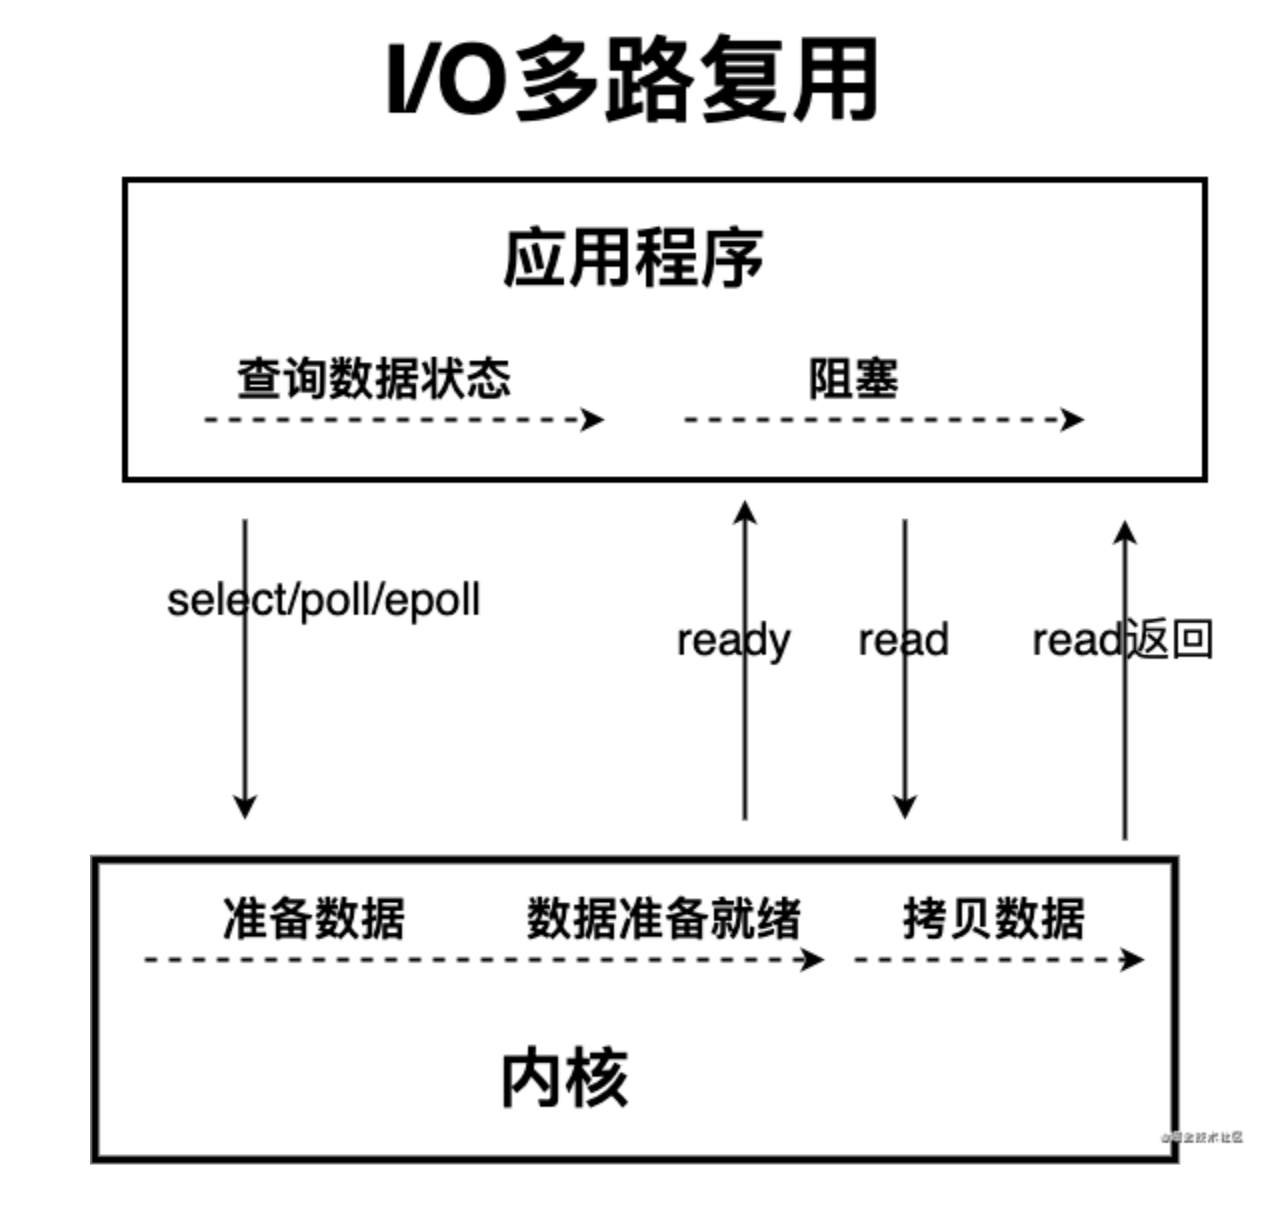 I/O多路复用
应用程序
查询数据状态
阻塞
select/poll/epoll
ready
read
read返回
准备数据
数据准备就绪
拷贝数据
内核
@掘金技术社区